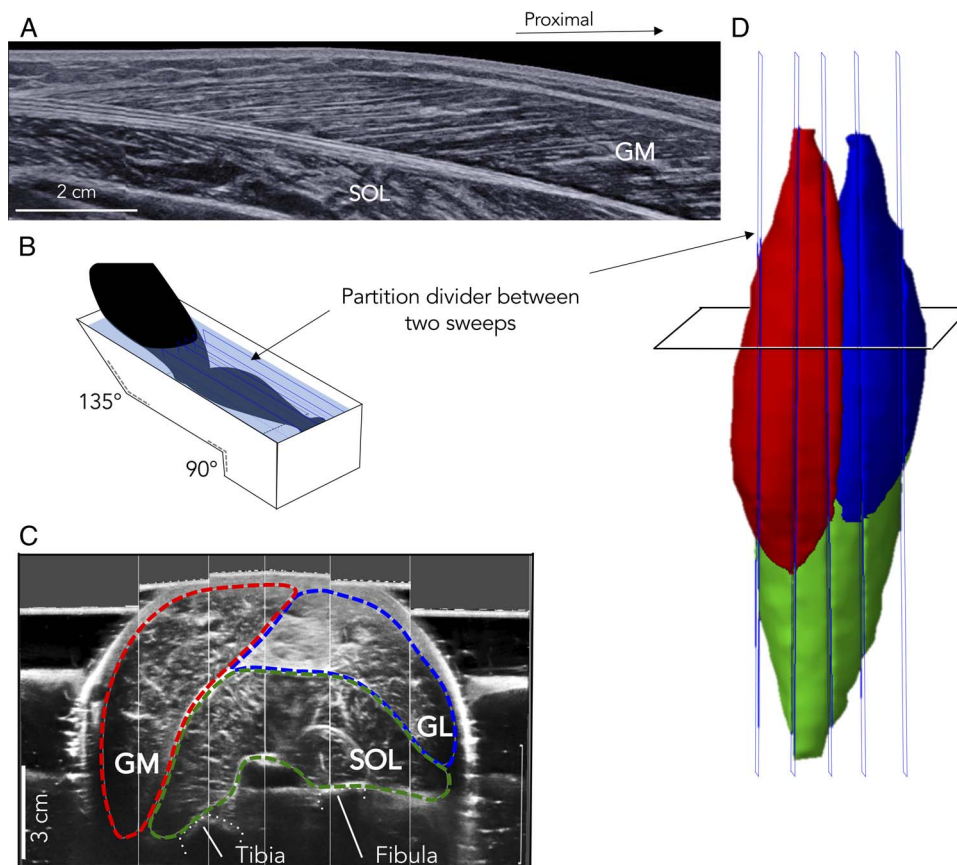 A
Proximal
D
GM
SOL
2 cm
B
Partition divider between
two sweeps
135°
90°
C
GM
SOL
GL
3 cm
Tibia
Fibula